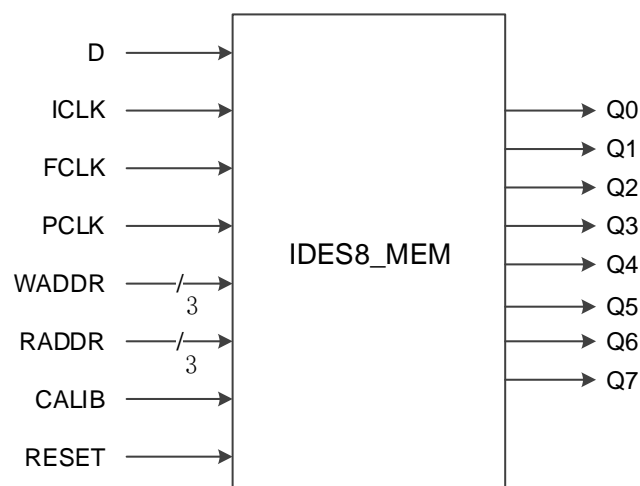 D
ICLK
FCLK
PCLK
WADDR
/
3
RADDR
/
3
CALIB
RESET
IDES8_MEM
Q0
Q1
Q2
Q3
Q4
Q5
Q6
Q7